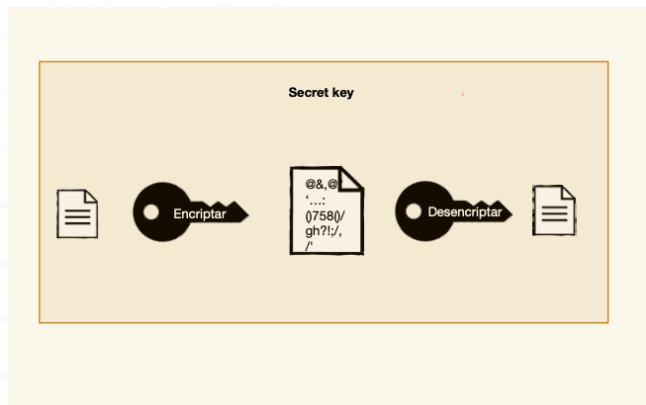 Secret key
Encriptar
@&,@
‘…:
()758()/
gh?!;/,
/‘
Desencriptar